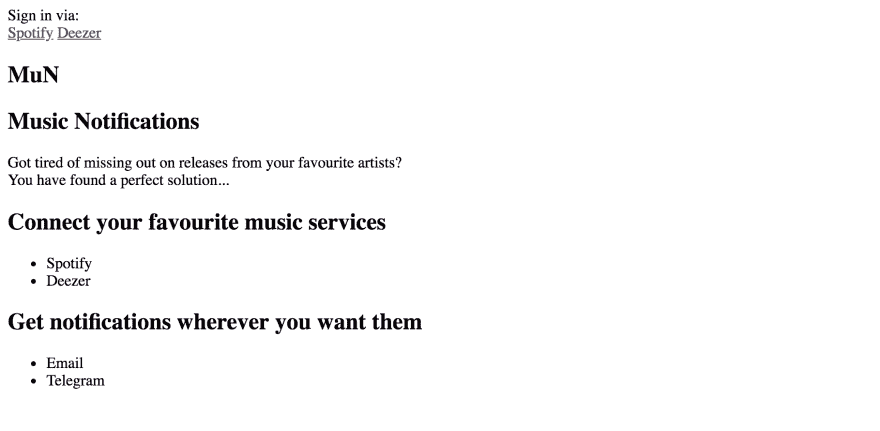 Sign in via:
Spotify Deezer
MuN
Music Notifications
Got tired of missing out on releases from your favourite artists?
You have found a perfect solution...
Connect your favourite music services
• Spotify
• Deezer
Get notifications wherever you want them
• Email
• Telegram